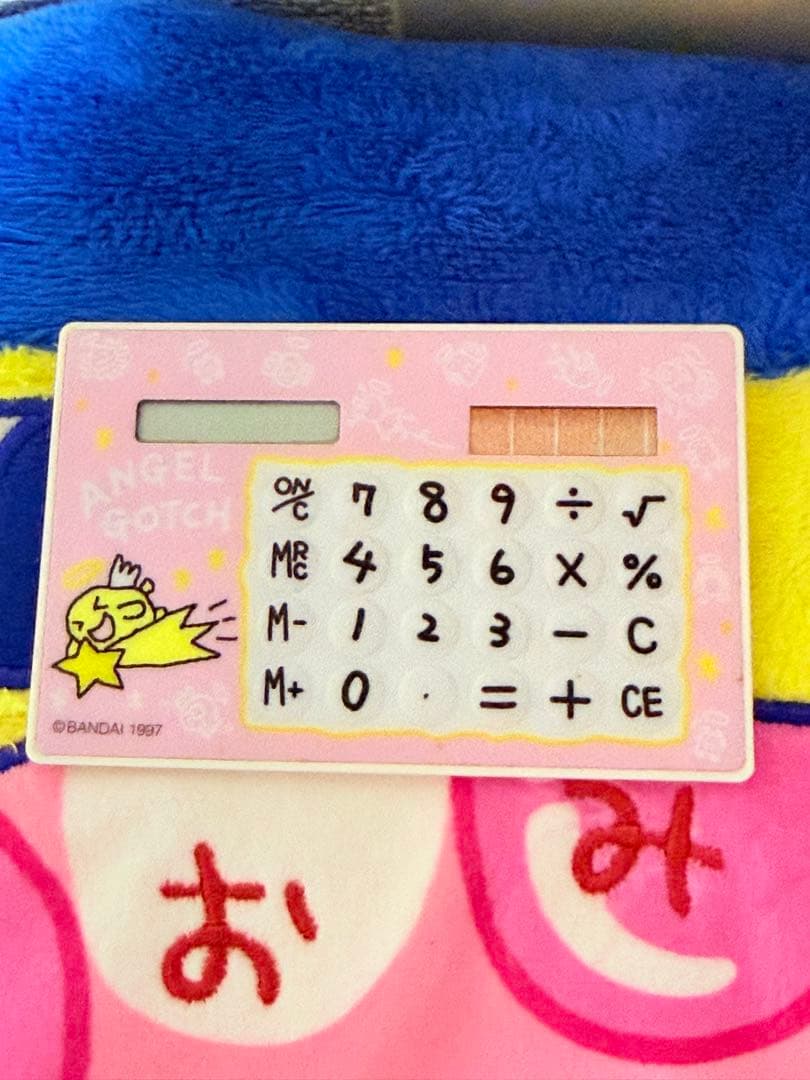 ANGEL
GOTCH
ON/C 7 8 9 ÷ √
MRC 4 5 6 × %
M- 1 2 3 - C
M+ 0 . = + CE
©BANDAI 1997
み
お